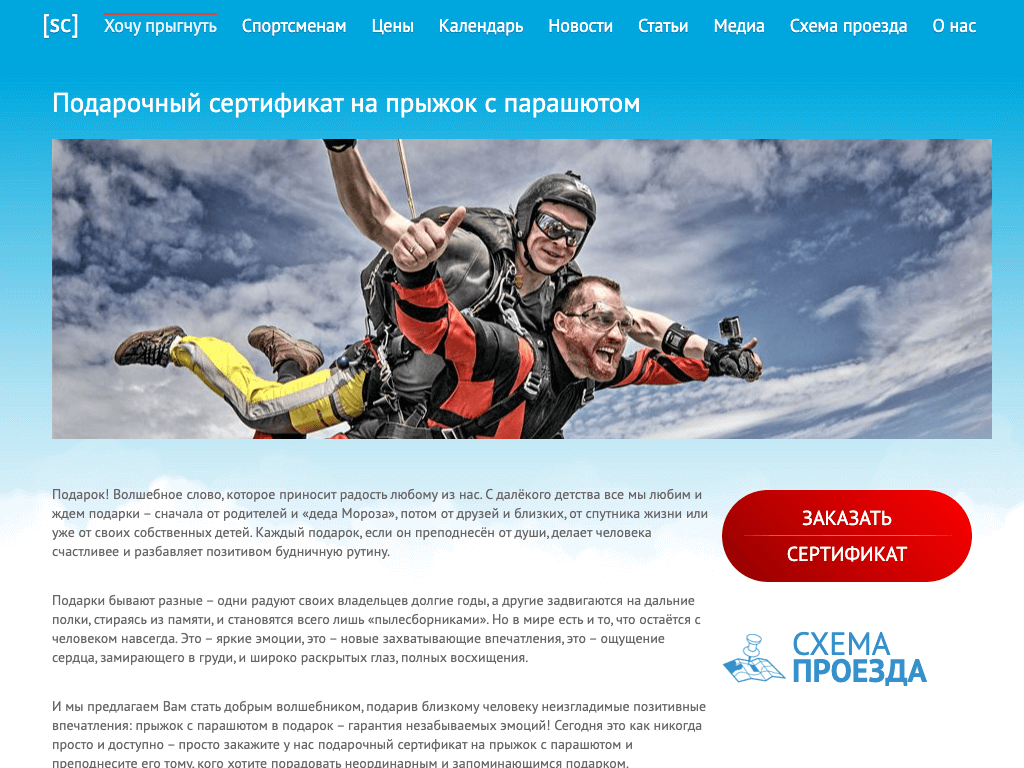 [sc] Хочу прыгнуть Спортсменам Цены Календарь Новости Статьи Медиа Схема проезда О нас
Подарочный сертификат на прыжок с парашютом
Подарок! Волшебное слово, которое приносит радость любому из нас. С далёкого детства все мы любим и
ждем подарки – сначала от родителей и «деда Мороза», потом от друзей и близких, от спутника жизни или
уже от своих собственных детей. Каждый подарок, если он преподнесён от души, делает человека
счастливее и разбавляет позитивом будничную рутину.
Подарки бывают разные – одни радуют своих владельцев долгие годы, а другие задвигаются на дальние
полки, стираясь из памяти, и становятся всего лишь «пылесборниками». Но в мире есть и то, что остаётся с
человеком навсегда. Это – яркие эмоции, это – новые захватывающие впечатления, это – ощущение
сердца, замирающего в груди, и широко раскрытых глаз, полных восхищения.
И мы предлагаем Вам стать добрым волшебником, подарив близкому человеку неизгладимые позитивные
впечатления: прыжок с парашютом в подарок – гарантия незабываемых эмоций! Сегодня это как никогда
просто и доступно – просто закажите у нас подарочный сертификат на прыжок с парашютом и
преподнесите его тому, кого хотите порадовать неординарным и запоминающимся подарком.
ЗАКАЗАТЬ
СЕРТИФИКАТ
СХЕМА
ПРОЕЗДА